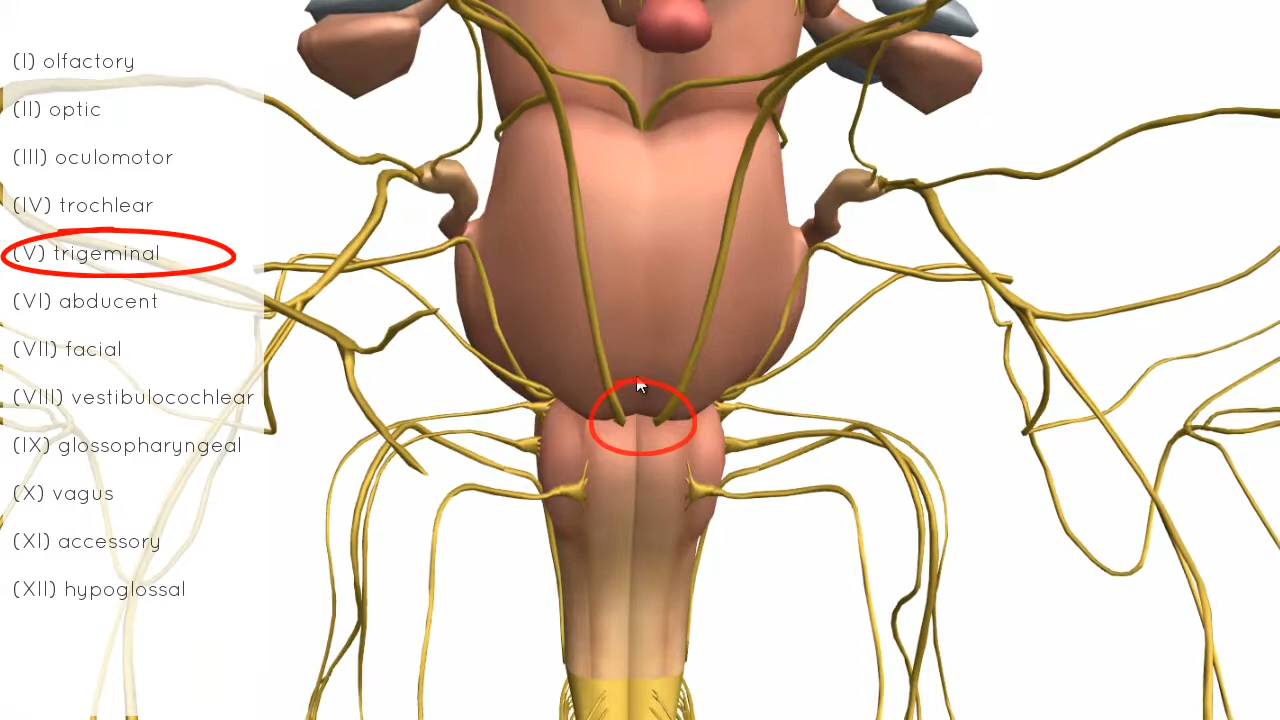 (I) olfactory
(II) optic
(III) oculomotor
(IV) trochlear
(V) trigeminal
(VI) abducent
(VII) facial
(VIII) vestibulocochlear
(IX) glossopharyngeal
(X) vagus
(XI) accessory
(XII) hypoglossal